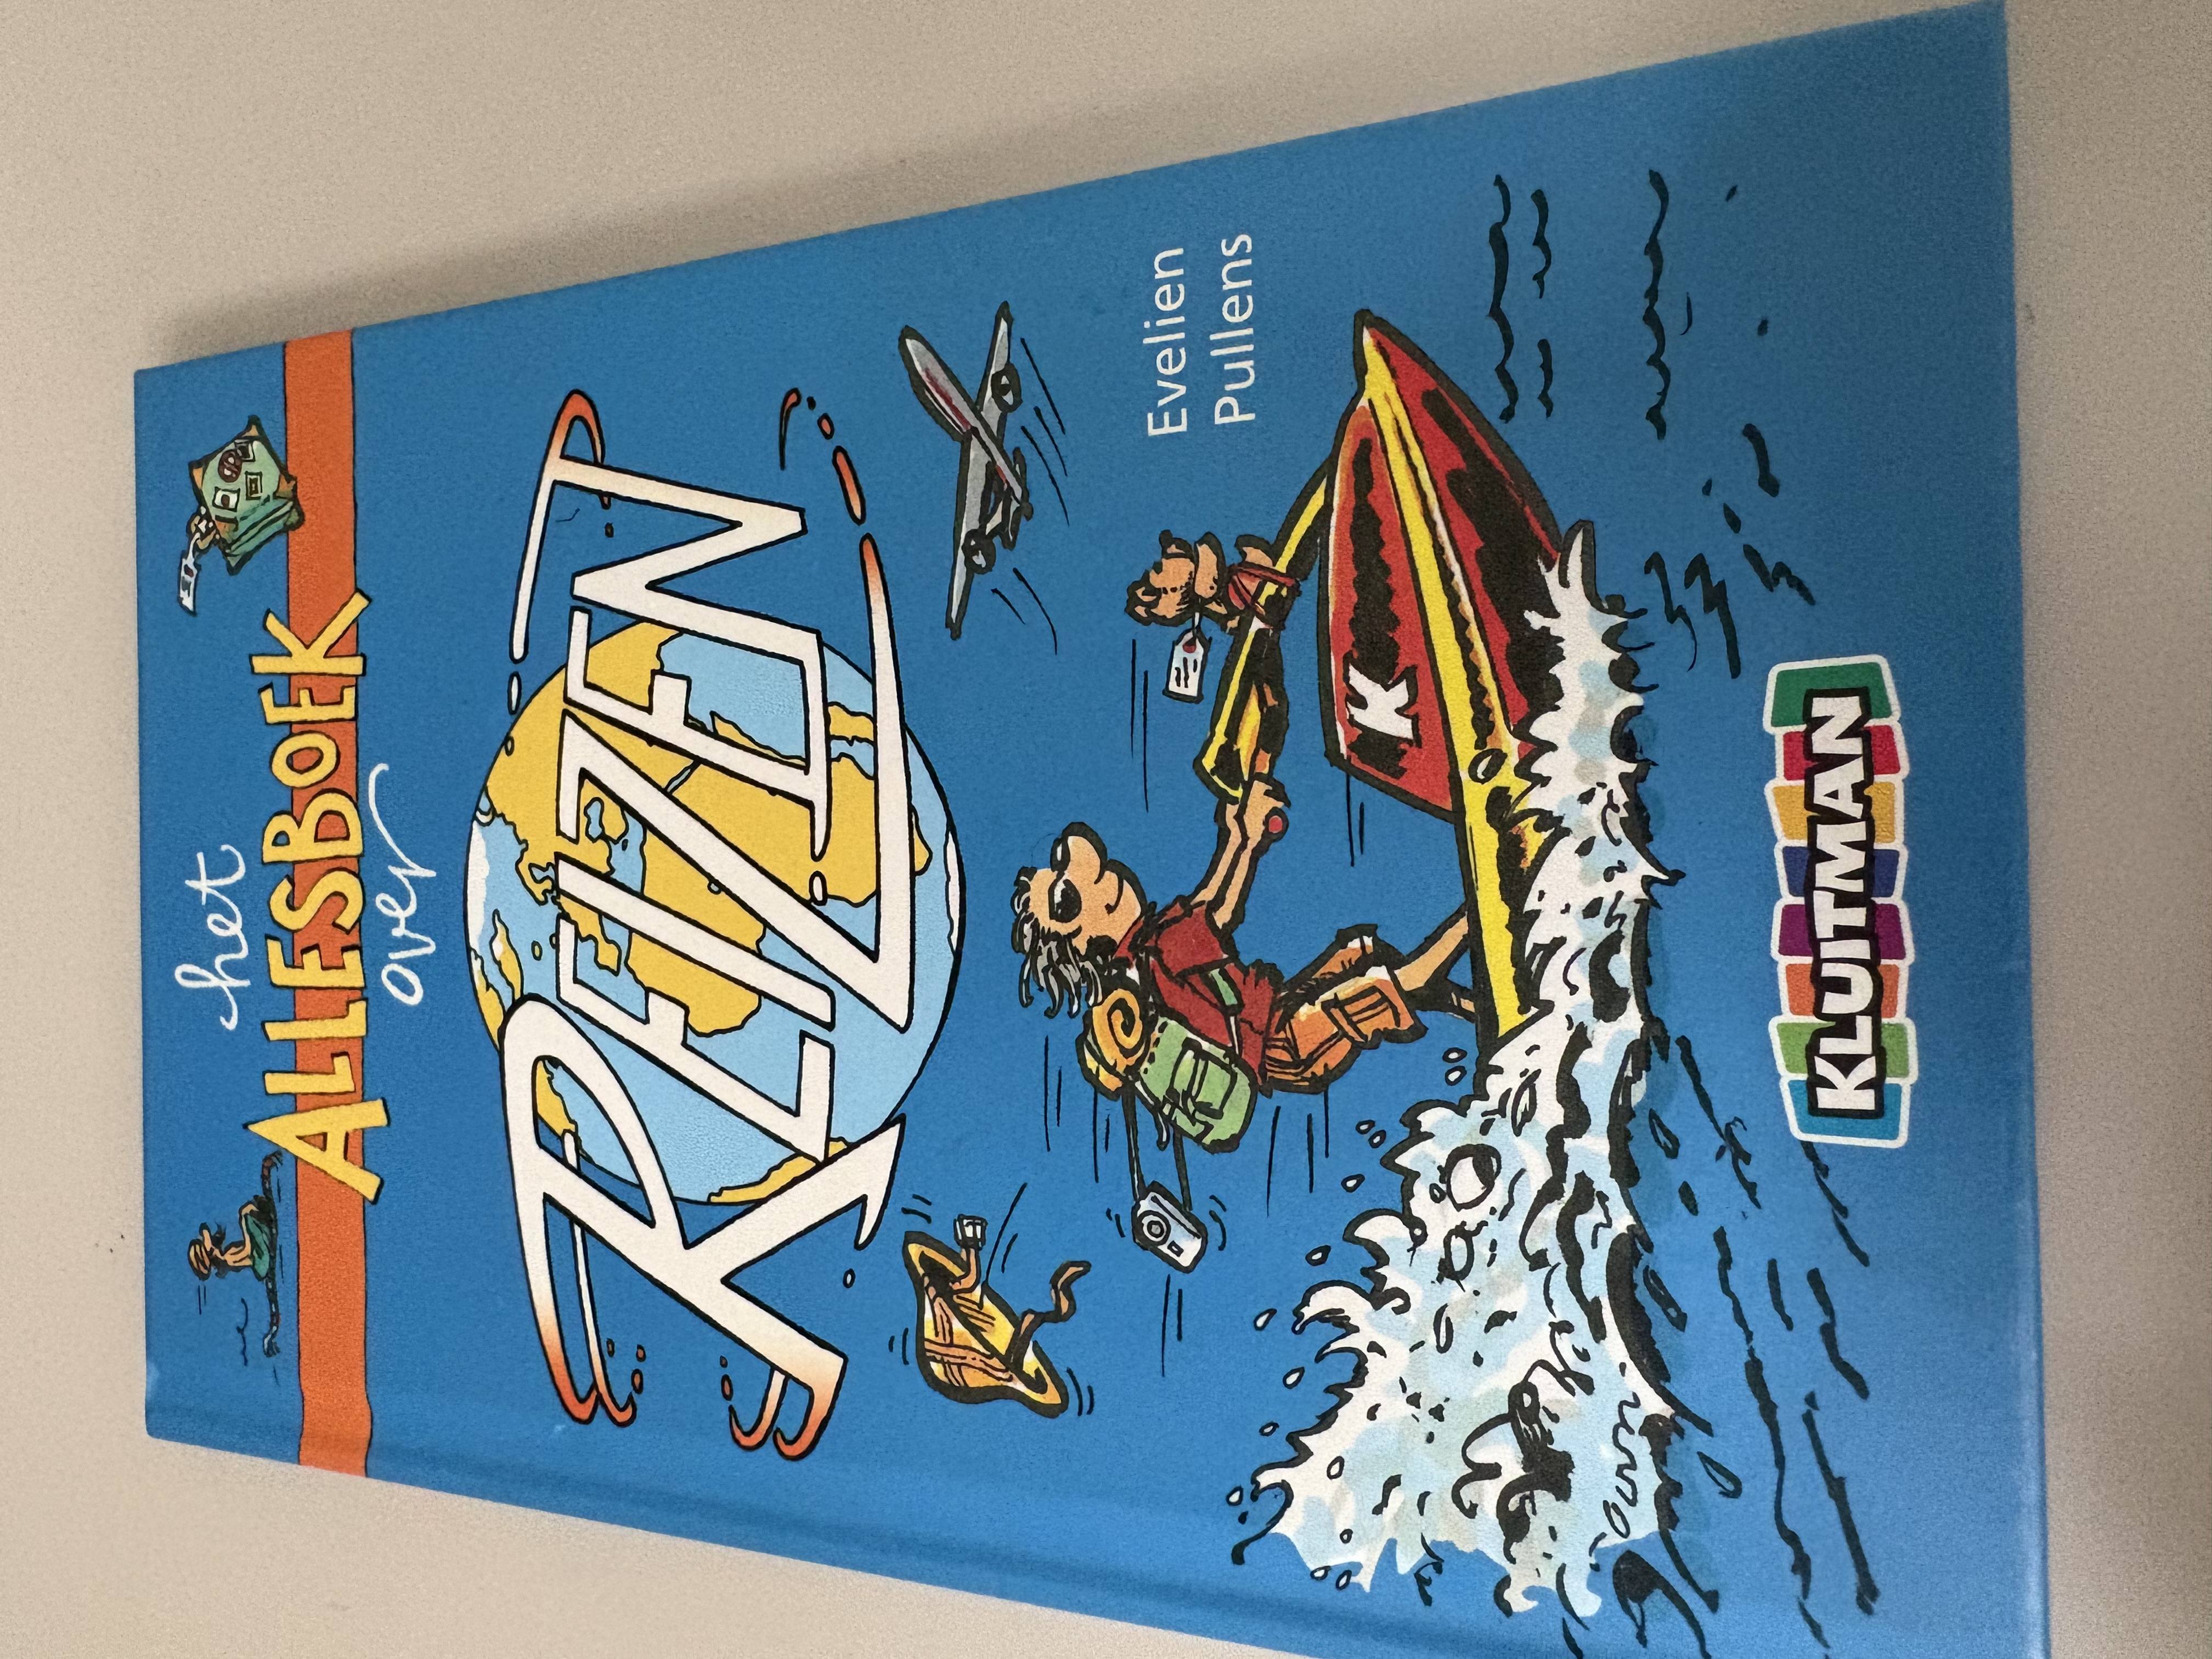 het
ALLESBOEK
over
REIZEN
Evelien
Pullens
K
KLUITMAN